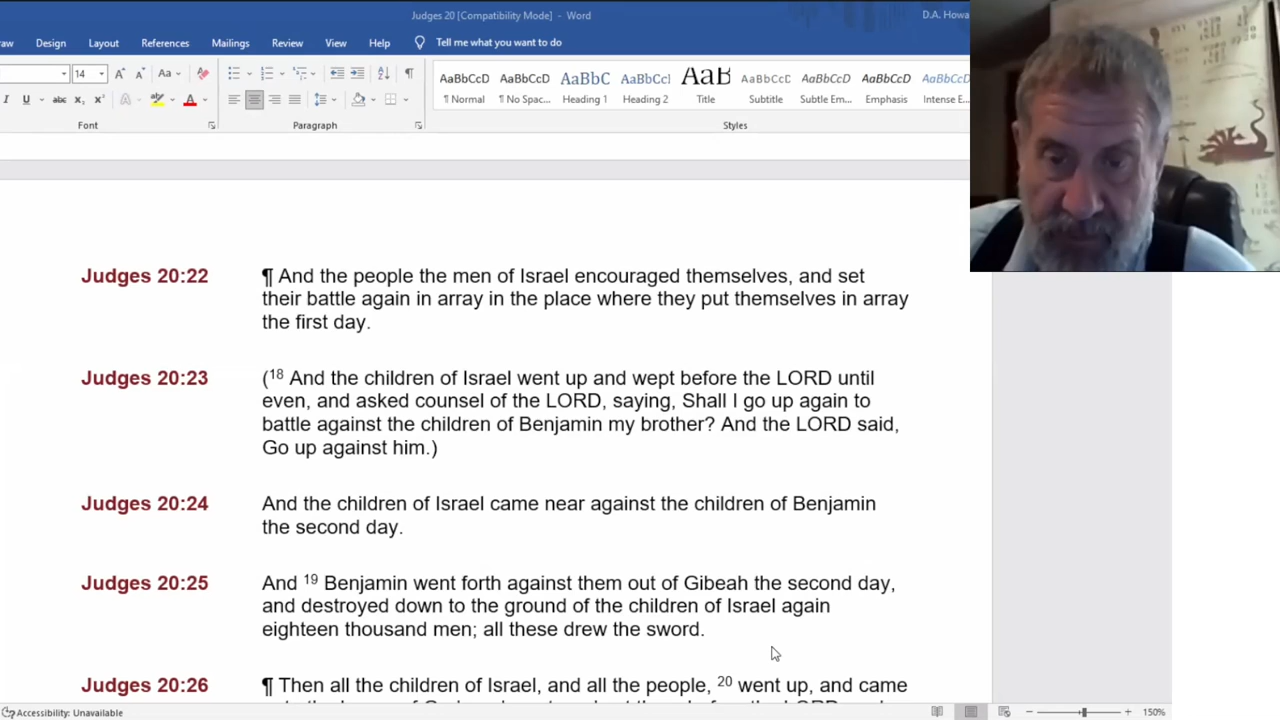 Judges 20 [Compatibility Mode] - Word
D.A. Howa
aw Design Layout References Mailings Review View Help Tell me what you want to do
14 A A Aa
I U abc x₂ x² A A
Font Paragraph Styles
AaBbCcD AaBbCcD AaBbC AaBbCcl AaB AaBbCcD AaBbCcD AaBbCcD AaBbCcD
¶ Normal ¶ No Spac... Heading 1 Heading 2 Title Subtitle Subtle Em... Emphasis Intense E...
Judges 20:22 ¶ And the people the men of Israel encouraged themselves, and set
their battle again in array in the place where they put themselves in array
the first day.
Judges 20:23 (18 And the children of Israel went up and wept before the LORD until
even, and asked counsel of the LORD, saying, Shall I go up again to
battle against the children of Benjamin my brother? And the LORD said,
Go up against him.)
Judges 20:24 And the children of Israel came near against the children of Benjamin
the second day.
Judges 20:25 And 19 Benjamin went forth against them out of Gibeah the second day,
and destroyed down to the ground of the children of Israel again
eighteen thousand men; all these drew the sword.
Judges 20:26 ¶ Then all the children of Israel, and all the people, 20 went up, and came
Accessibility: Unavailable
150%